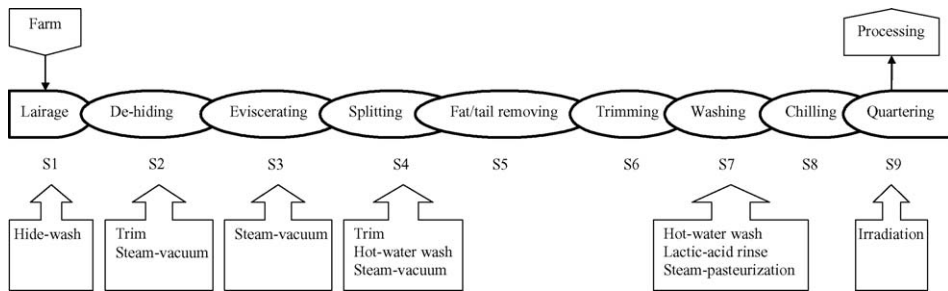 Farm
Processing
Lairage De-hiding Eviscerating Splitting Fat/tail removing Trimming Washing Chilling Quartering
S1 S2 S3 S4 S5 S6 S7 S8 S9
Hide-wash
Trim
Steam-vacuum
Steam-vacuum
Trim
Hot-water wash
Steam-vacuum
Hot-water wash
Lactic-acid rinse
Steam-pasteurization
Irradiation